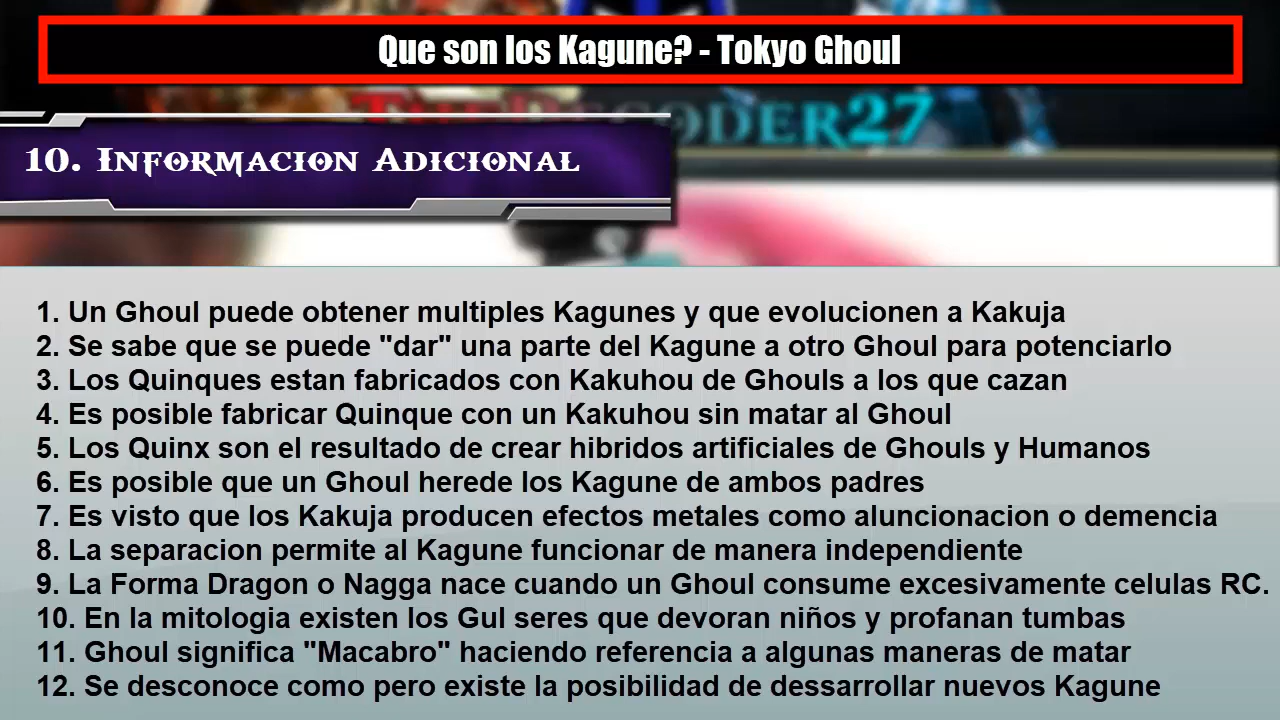 Que son los Kagune? - Tokyo Ghoul
THEDECODER27
10. INFORMACION ADICIONAL
1. Un Ghoul puede obtener multiples Kagunes y que evolucionen a Kakuja
2. Se sabe que se puede "dar" una parte del Kagune a otro Ghoul para potenciarlo
3. Los Quinques estan fabricados con Kakuhou de Ghouls a los que cazan
4. Es posible fabricar Quinque con un Kakuhou sin matar al Ghoul
5. Los Quinx son el resultado de crear hibridos artificiales de Ghouls y Humanos
6. Es posible que un Ghoul herede los Kagune de ambos padres
7. Es visto que los Kakuja producen efectos metales como aluncionacion o demencia
8. La separacion permite al Kagune funcionar de manera independiente
9. La Forma Dragon o Nagga nace cuando un Ghoul consume excesivamente celulas RC.
10. En la mitologia existen los Gul seres que devoran niños y profanan tumbas
11. Ghoul significa "Macabro" haciendo referencia a algunas maneras de matar
12. Se desconoce como pero existe la posibilidad de dessarrollar nuevos Kagune